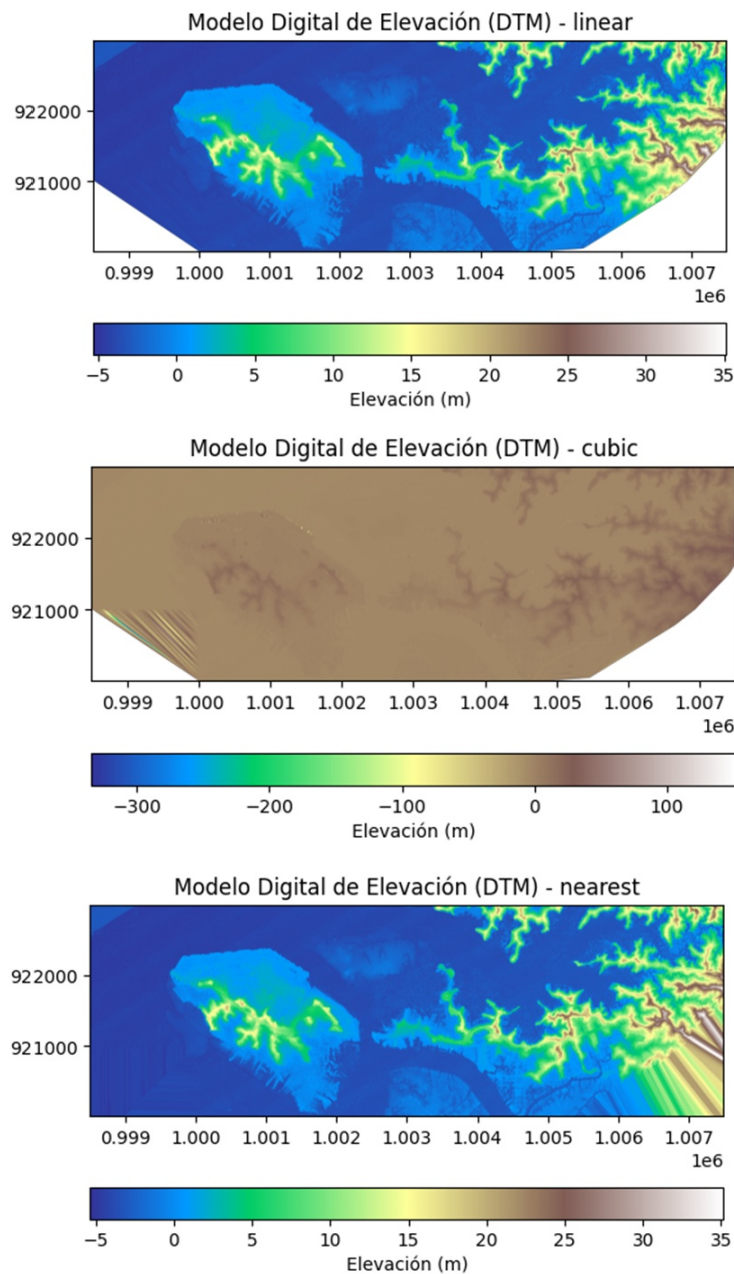 Modelo Digital de Elevación (DTM) - linear
922000
921000
0.999 1.000 1.001 1.002 1.003 1.004 1.005 1.006 1.007
1e6
−5 0 5 10 15 20 25 30 35
Elevación (m)
Modelo Digital de Elevación (DTM) - cubic
922000
921000
0.999 1.000 1.001 1.002 1.003 1.004 1.005 1.006 1.007
1e6
−300 −200 −100 0 100
Elevación (m)
Modelo Digital de Elevación (DTM) - nearest
922000
921000
0.999 1.000 1.001 1.002 1.003 1.004 1.005 1.006 1.007
1e6
−5 0 5 10 15 20 25 30 35
Elevación (m)